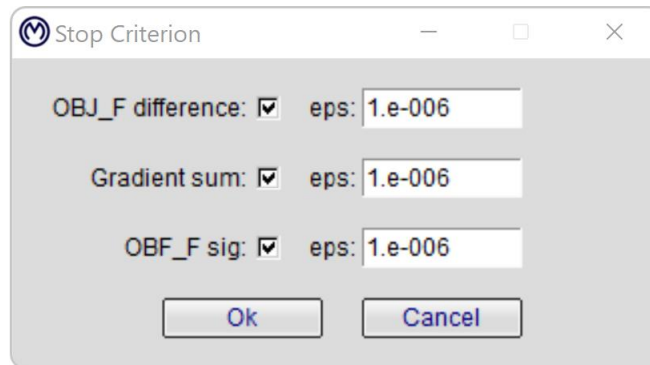 Stop Criterion
OBJ_F difference: eps: 1.e-006
Gradient sum: eps: 1.e-006
OBF_F sig: eps: 1.e-006
Ok Cancel